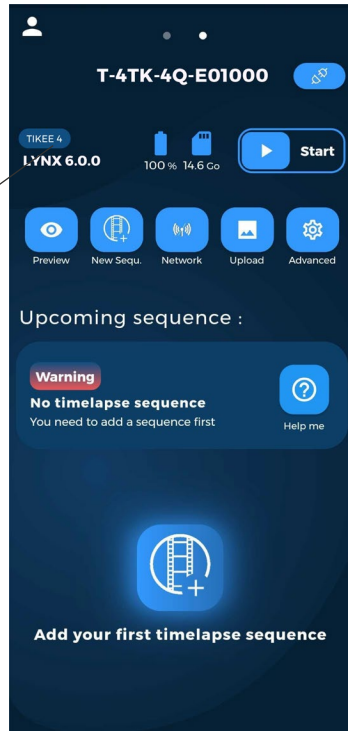 T-4TK-4Q-E01000
TIKEE 4
LYNX 6.0.0
100 % 14.6 Go
Start
Preview New Sequ. Network Upload Advanced
Upcoming sequence :
Warning
No timelapse sequence
You need to add a sequence first
Help me
Add your first timelapse sequence